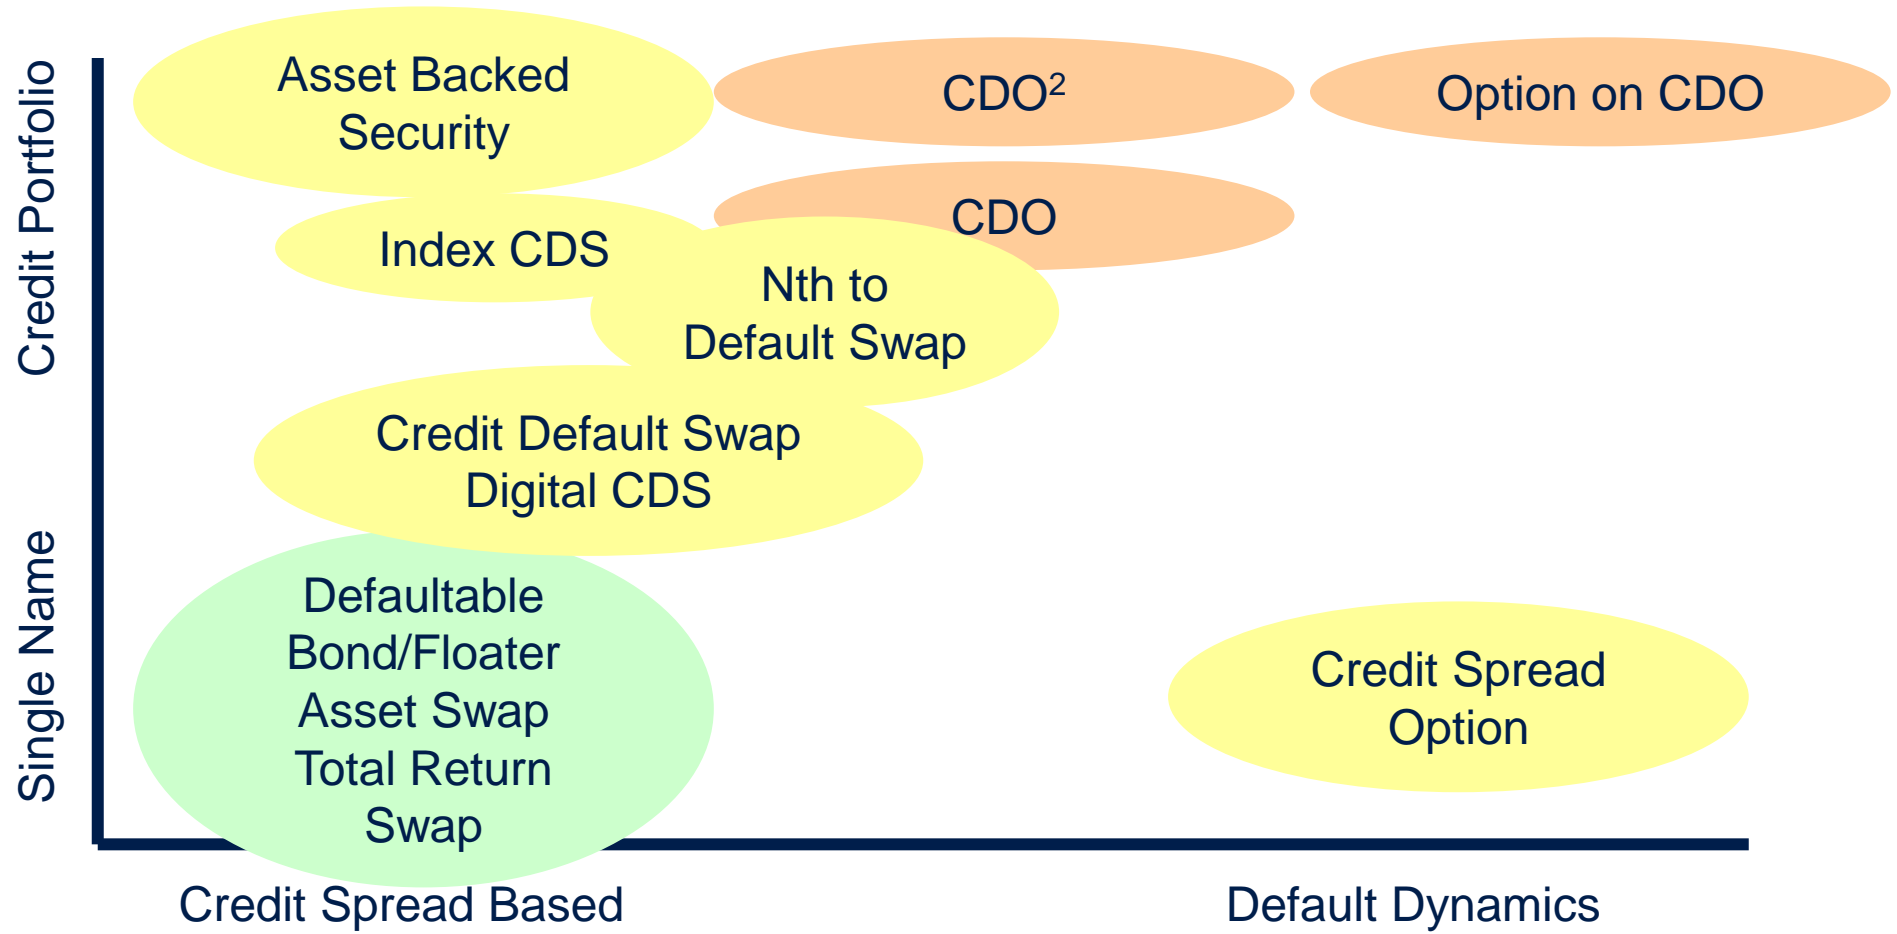 Credit Portfolio
Single Name
Asset Backed
Security
CDO²
Option on CDO
CDO
Index CDS
Nth to
Default Swap
Credit Default Swap
Digital CDS
Defaultable
Bond/Floater
Asset Swap
Total Return
Swap
Credit Spread
Option
Credit Spread Based
Default Dynamics